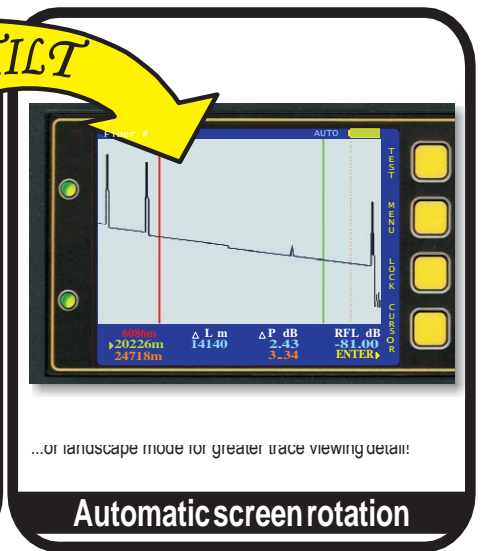 TILT
Fiber # AUTO
TEST
MENU
LOCK
CURSOR
6086m △ L m △ P dB RFL dB
▸20226m 14140 2.43 -81.00
24718m 3.34 ENTER▸
...or landscape mode for greater trace viewing detail!
Automatic screen rotation